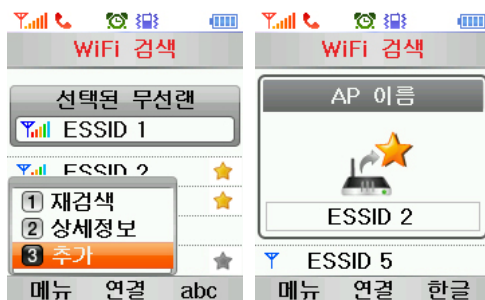 WiFi 검색
선택된 무선랜
ESSID 1
ESSID 2
1 재검색
2 상세정보
3 추가
메뉴 연결 abc
WiFi 검색
AP 이름
ESSID 2
ESSID 5
메뉴 연결 한글